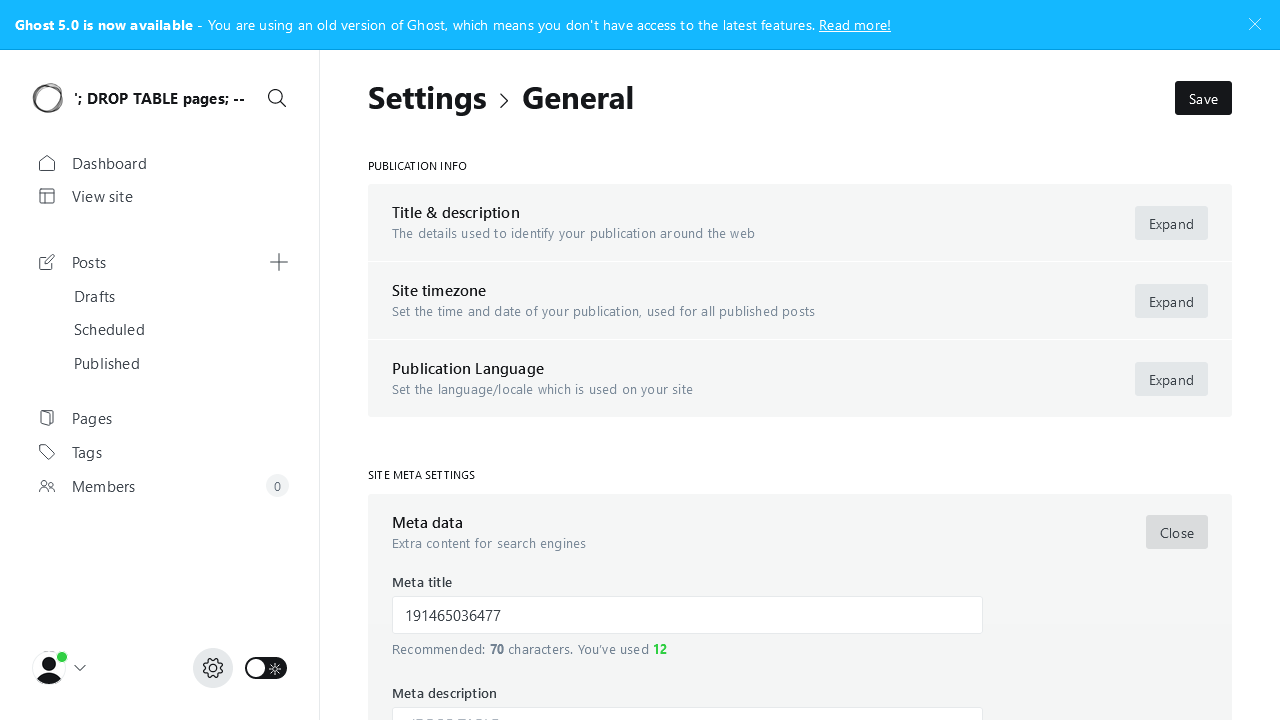 Ghost 5.0 is now available - You are using an old version of Ghost, which means you don't have access to the latest features. Read more!
'; DROP TABLE pages; --
Dashboard
View site
Posts
Drafts
Scheduled
Published
Pages
Tags
Members
0
Settings
General
Save
PUBLICATION INFO
Title & description
The details used to identify your publication around the web
Expand
Site timezone
Set the time and date of your publication, used for all published posts
Expand
Publication Language
Set the language/locale which is used on your site
Expand
SITE META SETTINGS
Meta data
Extra content for search engines
Close
Meta title
191465036477
Recommended: 70 characters. You've used 12
Meta description